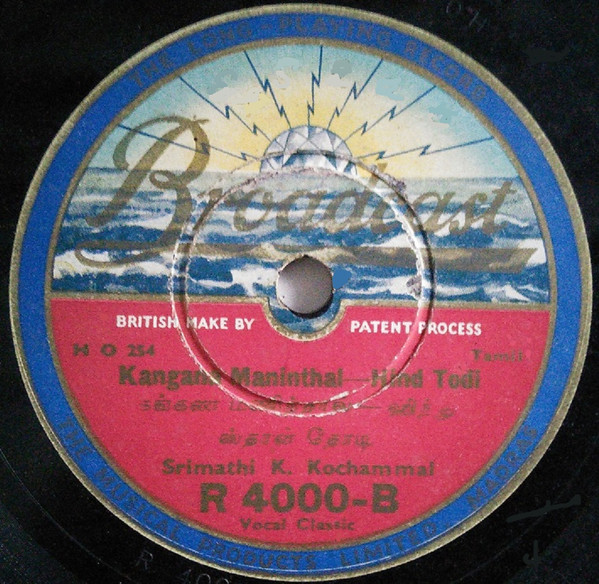 THE LONG-PLAYING RECORD
Broadcast
BRITISH MAKE BY PATENT PROCESS
H O 254 Tamil
Kangana Maninthal—Hind Todi
ஸ்தான் தோடி
Srimathi K. Kochammal
R 4000-B
Vocal Classic
THE MUSICAL PRODUCTS LIMITED, MADRAS
R 400